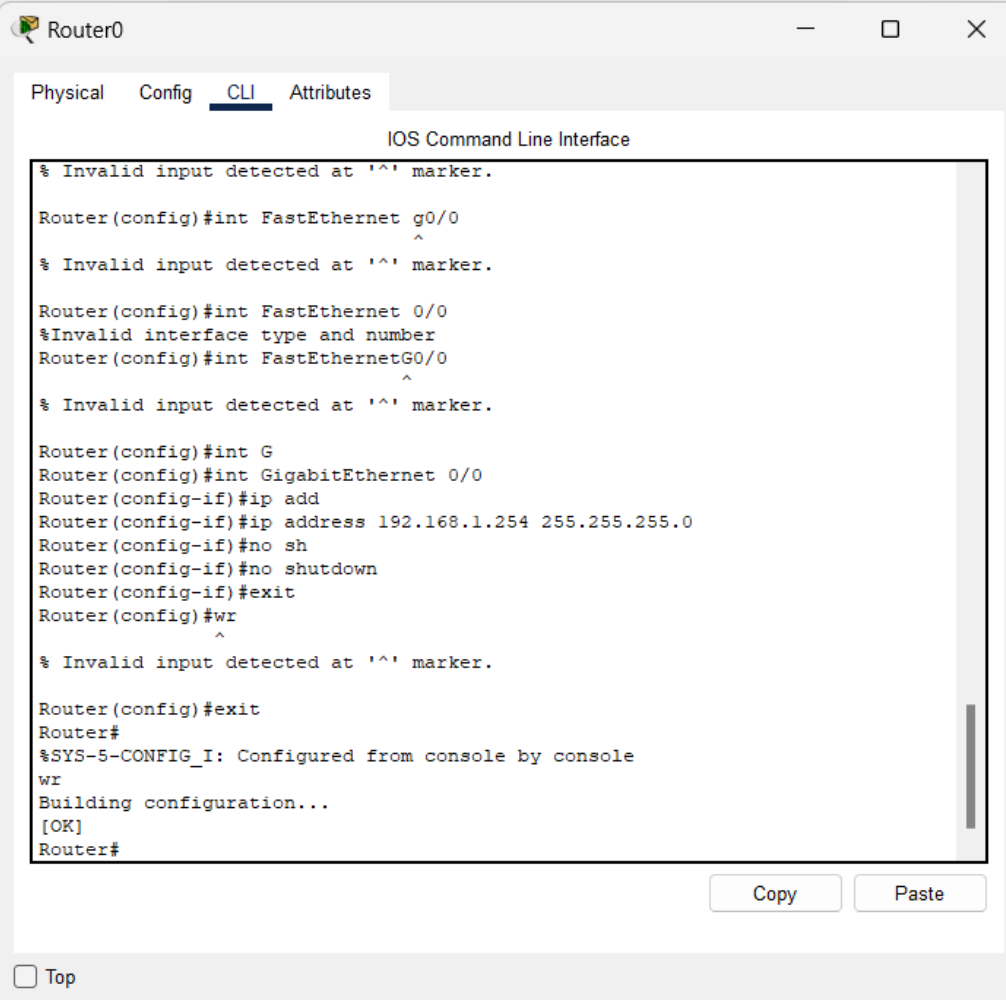 Router0
Physical Config CLI Attributes
IOS Command Line Interface
% Invalid input detected at '^' marker.
Router(config)#int FastEthernet g0/0
^
% Invalid input detected at '^' marker.
Router(config)#int FastEthernet 0/0
%Invalid interface type and number
Router(config)#int FastEthernetG0/0
^
% Invalid input detected at '^' marker.
Router(config)#int G
Router(config)#int GigabitEthernet 0/0
Router(config-if)#ip add
Router(config-if)#ip address 192.168.1.254 255.255.255.0
Router(config-if)#no sh
Router(config-if)#no shutdown
Router(config-if)#exit
Router(config)#wr
^
% Invalid input detected at '^' marker.
Router(config)#exit
Router#
%SYS-5-CONFIG_I: Configured from console by console
wr
Building configuration...
[OK]
Router#
Copy Paste
Top